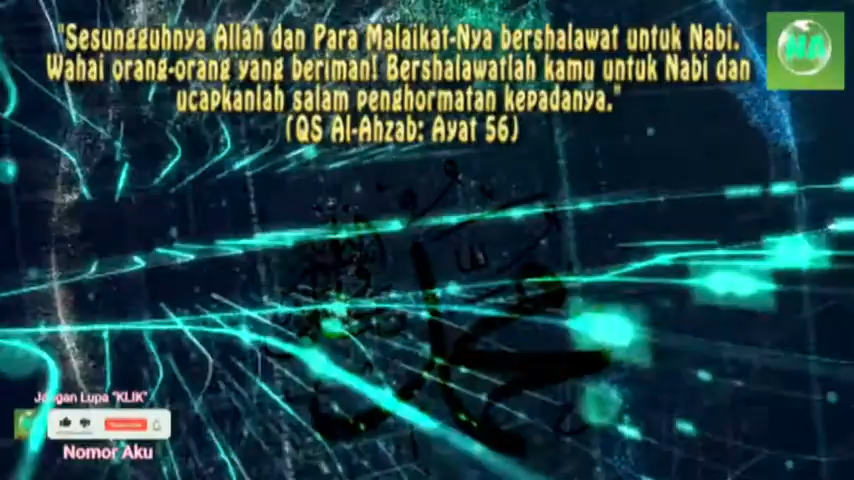 "Sesungguhnya Allah dan Para Malaikat-Nya bershalawat untuk Nabi.
Wahai orang-orang yang beriman! Bershalawatlah kamu untuk Nabi dan
ucapkanlah salam penghormatan kepadanya."
(QS Al-Ahzab: Ayat 56)
Jangan Lupa "KLIK"
Nomor Aku